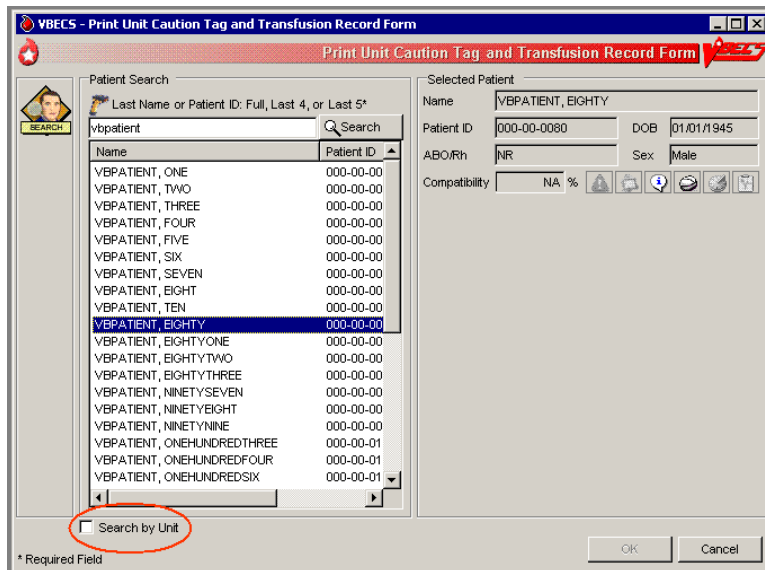 VBECS - Print Unit Caution Tag and Transfusion Record Form
Print Unit Caution Tag and Transfusion Record Form VBECS
SEARCH
Patient Search
Last Name or Patient ID: Full, Last 4, or Last 5*
vbpatient Search
Name Patient ID
VBPATIENT, ONE 000-00-00
VBPATIENT, TWO 000-00-00
VBPATIENT, THREE 000-00-00
VBPATIENT, FOUR 000-00-00
VBPATIENT, FIVE 000-00-00
VBPATIENT, SIX 000-00-00
VBPATIENT, SEVEN 000-00-00
VBPATIENT, EIGHT 000-00-00
VBPATIENT, TEN 000-00-00
VBPATIENT, EIGHTY 000-00-00
VBPATIENT, EIGHTYONE 000-00-00
VBPATIENT, EIGHTYTWO 000-00-00
VBPATIENT, EIGHTYTHREE 000-00-00
VBPATIENT, NINETYSEVEN 000-00-00
VBPATIENT, NINETYEIGHT 000-00-00
VBPATIENT, NINETYNINE 000-00-00
VBPATIENT, ONEHUNDREDTHREE 000-00-01
VBPATIENT, ONEHUNDREDFOUR 000-00-01
VBPATIENT, ONEHUNDREDSIX 000-00-01
Search by Unit
* Required Field
Selected Patient
Name VBPATIENT, EIGHTY
Patient ID 000-00-0080 DOB 01/01/1945
ABO/Rh NR Sex Male
Compatibility NA %
OK Cancel